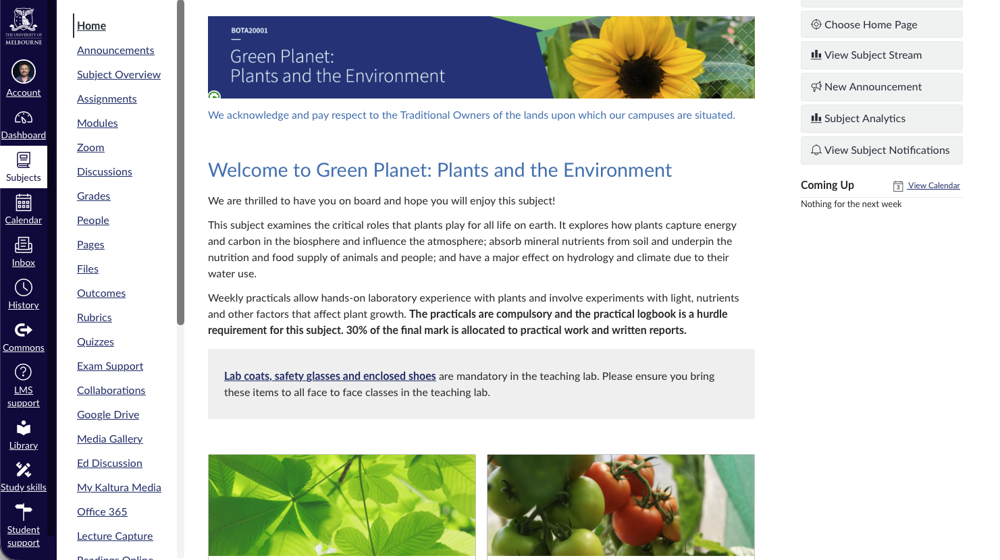 THE UNIVERSITY OF
MELBOURNE
Account
Dashboard
Subjects
Calendar
Inbox
History
Commons
LMS
support
Library
Study skills
Student
support
Home
Announcements
Subject Overview
Assignments
Modules
Zoom
Discussions
Grades
People
Pages
Files
Outcomes
Rubrics
Quizzes
Exam Support
Collaborations
Google Drive
Media Gallery
Ed Discussion
My Kaltura Media
Office 365
Lecture Capture
Readings Online
BOTA20001
Green Planet:
Plants and the Environment
We acknowledge and pay respect to the Traditional Owners of the lands upon which our campuses are situated.
Welcome to Green Planet: Plants and the Environment
We are thrilled to have you on board and hope you will enjoy this subject!
This subject examines the critical roles that plants play for all life on earth. It explores how plants capture energy
and carbon in the biosphere and influence the atmosphere; absorb mineral nutrients from soil and underpin the
nutrition and food supply of animals and people; and have a major effect on hydrology and climate due to their
water use.
Weekly practicals allow hands-on laboratory experience with plants and involve experiments with light, nutrients
and other factors that affect plant growth. The practicals are compulsory and the practical logbook is a hurdle
requirement for this subject. 30% of the final mark is allocated to practical work and written reports.
Lab coats, safety glasses and enclosed shoes are mandatory in the teaching lab. Please ensure you bring
these items to all face to face classes in the teaching lab.
Choose Home Page
View Subject Stream
New Announcement
Subject Analytics
View Subject Notifications
Coming Up
3 View Calendar
Nothing for the next week